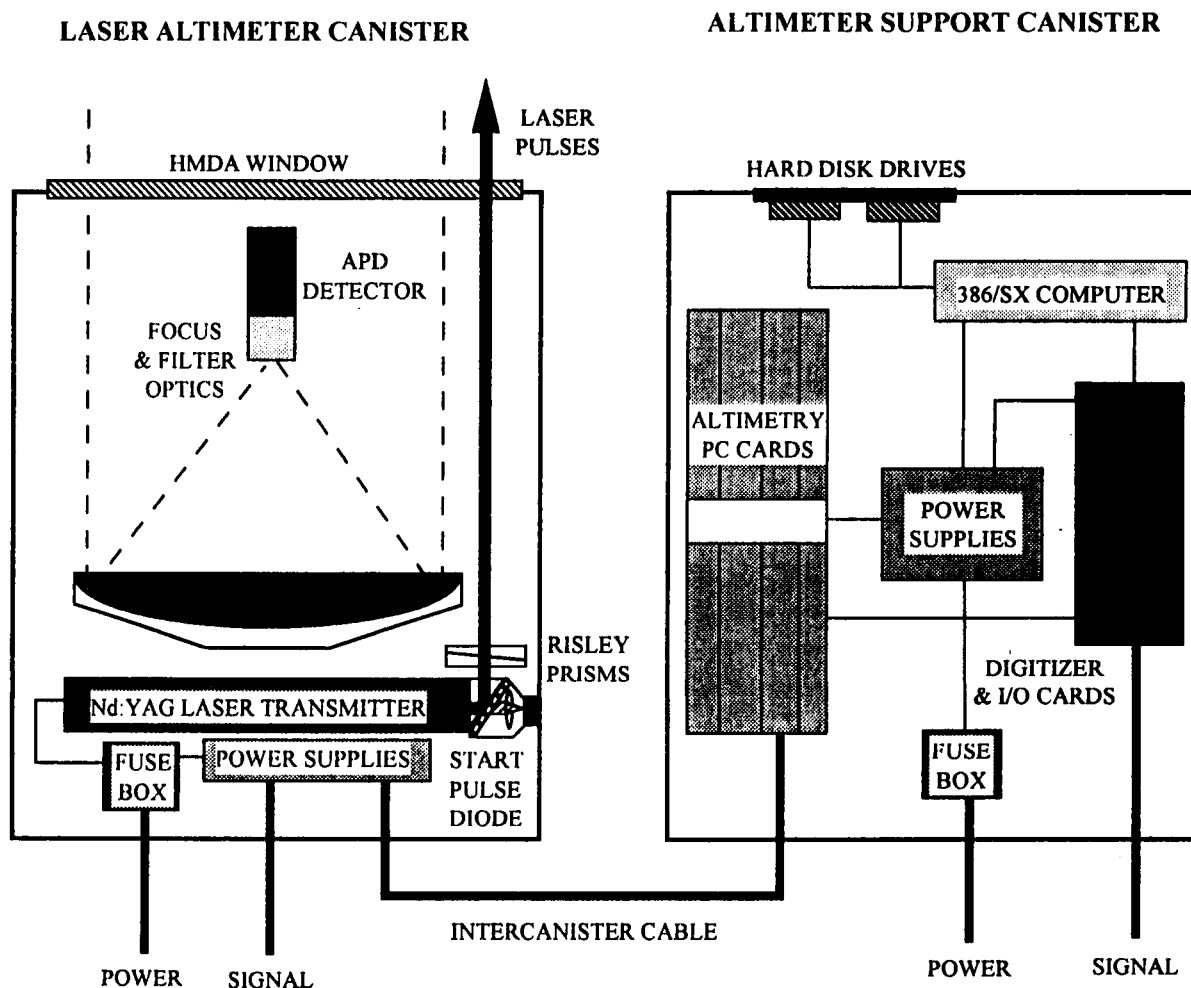 LASER ALTIMETER CANISTER
ALTIMETER SUPPORT CANISTER
LASER
PULSES
HMDA WINDOW
APD
DETECTOR
FOCUS
& FILTER
OPTICS
RISLEY
PRISMS
Nd:YAG LASER TRANSMITTER
FUSE
BOX
POWER SUPPLIES
START
PULSE
DIODE
HARD DISK DRIVES
386/SX COMPUTER
ALTIMETRY
PC CARDS
POWER
SUPPLIES
DIGITIZER
& I/O CARDS
FUSE
BOX
INTERCANISTER CABLE
POWER
SIGNAL
POWER
SIGNAL